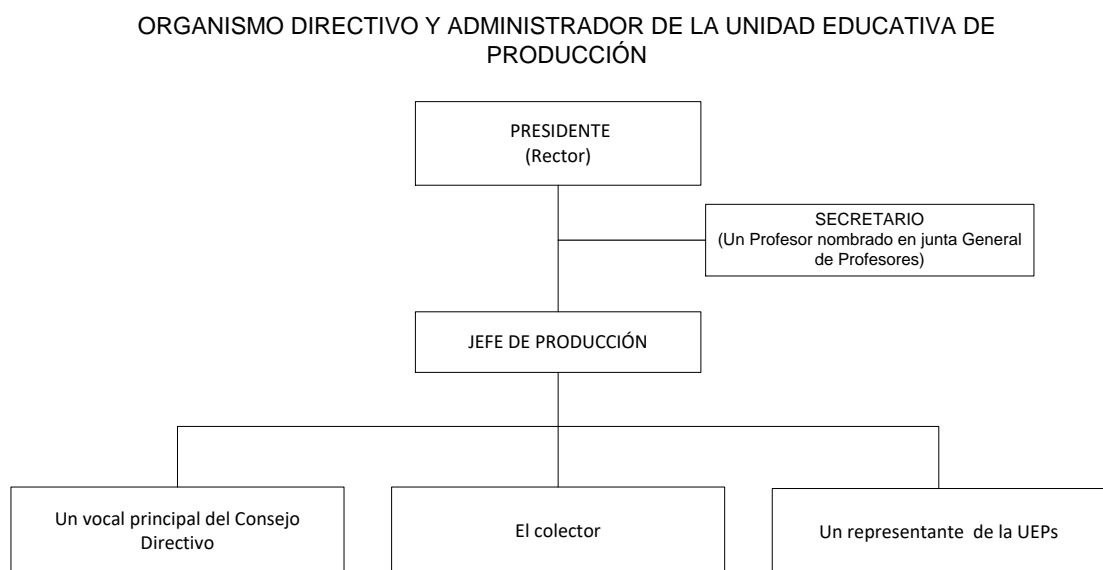 ORGANISMO DIRECTIVO Y ADMINISTRADOR DE LA UNIDAD EDUCATIVA DE
PRODUCCIÓN
PRESIDENTE
(Rector)
SECRETARIO
(Un Profesor nombrado en junta General
de Profesores)
JEFE DE PRODUCCIÓN
Un vocal principal del Consejo
Directivo
El colector
Un representante de la UEPs